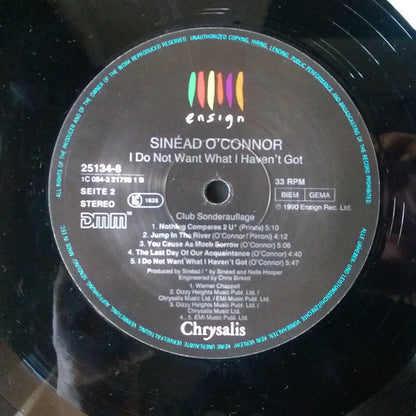 ALL RIGHTS OF THE MANUFACTURER AND OF THE OWNER OF THE WORK REPRODUCED RESERVED. UNAUTHORIZED COPYING, HIRING, LENDING, PUBLIC PERFORMANCE AND BROADCASTING OF THE RECORD PROHIBITED.
ensign
SINÉAD O'CONNOR
I Do Not Want What I Haven't Got
25134-8
1C 064-3 21759 1 B
SEITE 2
STEREO
DMM
1626
33 RPM
BIEM GEMA
℗ 1990 Ensign Rec. Ltd.
Club Sonderauflage
1. Nothing Compares 2 U* (Prince) 5:10
2. Jump In The River (O'Connor/Pirroni) 4:12
3. You Cause As Much Sorrow (O'Connor) 5:06
4. The Last Day Of Our Acquaintance (O'Connor) 4:40
5. I Do Not Want What I Haven't Got (O'Connor) 5:47
Produced by Sinéad / * by Sinéad and Nellee Hooper
Engineered by Chris Birkett
1. Warner Chappell
2. Dizzy Heights Music Publ. Ltd. /
Chrysalis Music Ltd. / EMI Music Publ. Ltd.
3. Dizzy Heights Music Publ. Ltd. /
Chrysalis Music Ltd.
4., 5. EMI Music Publ. Ltd.
Chrysalis
MADE IN EEC